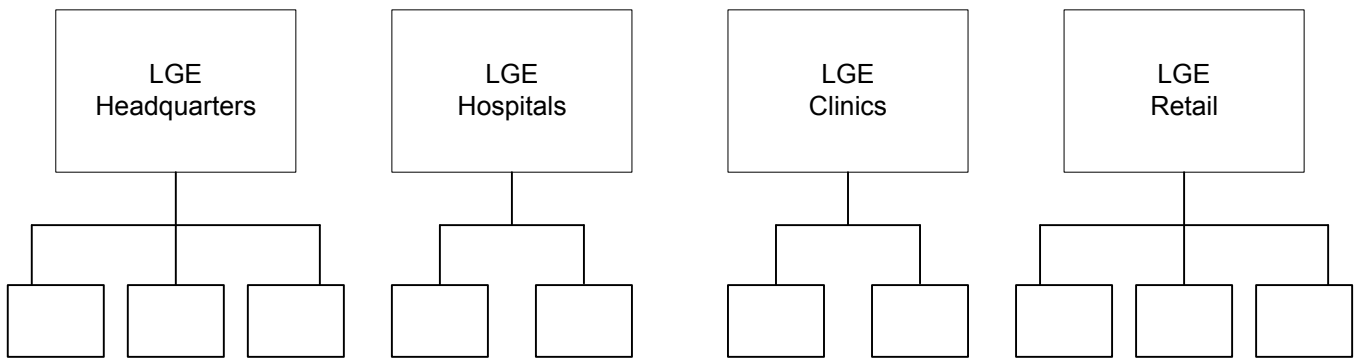 LGE
Headquarters
LGE
Hospitals
LGE
Clinics
LGE
Retail